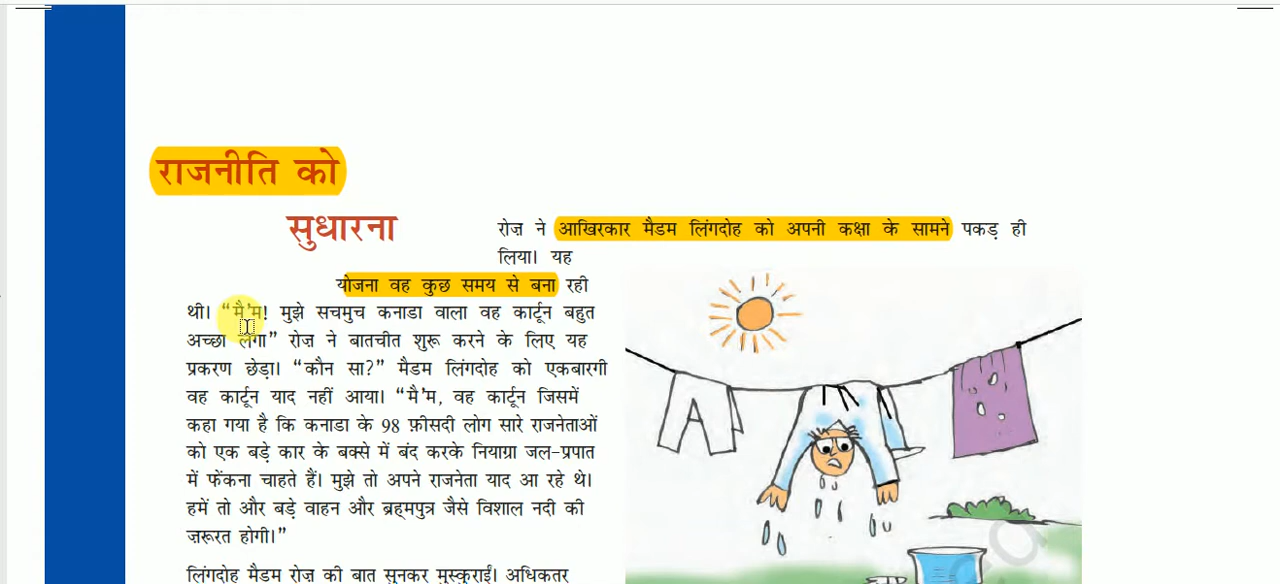 राजनीति को
सुधारना
रोज़ ने आखिरकार मैडम लिंगदोह को अपनी कक्षा के सामने पकड़ ही
लिया। यह
योजना वह कुछ समय से बना रही
थी। “मै’म! मुझे सचमुच कनाडा वाला वह कार्टून बहुत
अच्छा लगा” रोज़ ने बातचीत शुरू करने के लिए यह
प्रकरण छेड़ा। “कौन सा?” मैडम लिंगदोह को एकबारगी
वह कार्टून याद नहीं आया। “मै’म, वह कार्टून जिसमें
कहा गया है कि कनाडा के 98 फ़ीसदी लोग सारे राजनेताओं
को एक बड़े कार के बक्से में बंद करके नियाग्रा जल-प्रपात
में फेंकना चाहते हैं। मुझे तो अपने राजनेता याद आ रहे थे।
हमें तो और बड़े वाहन और ब्रह्मपुत्र जैसे विशाल नदी की
ज़रूरत होगी।”
लिंगदोह मैडम रोज़ की बात सुनकर मुस्कुराईं। अधिकतर